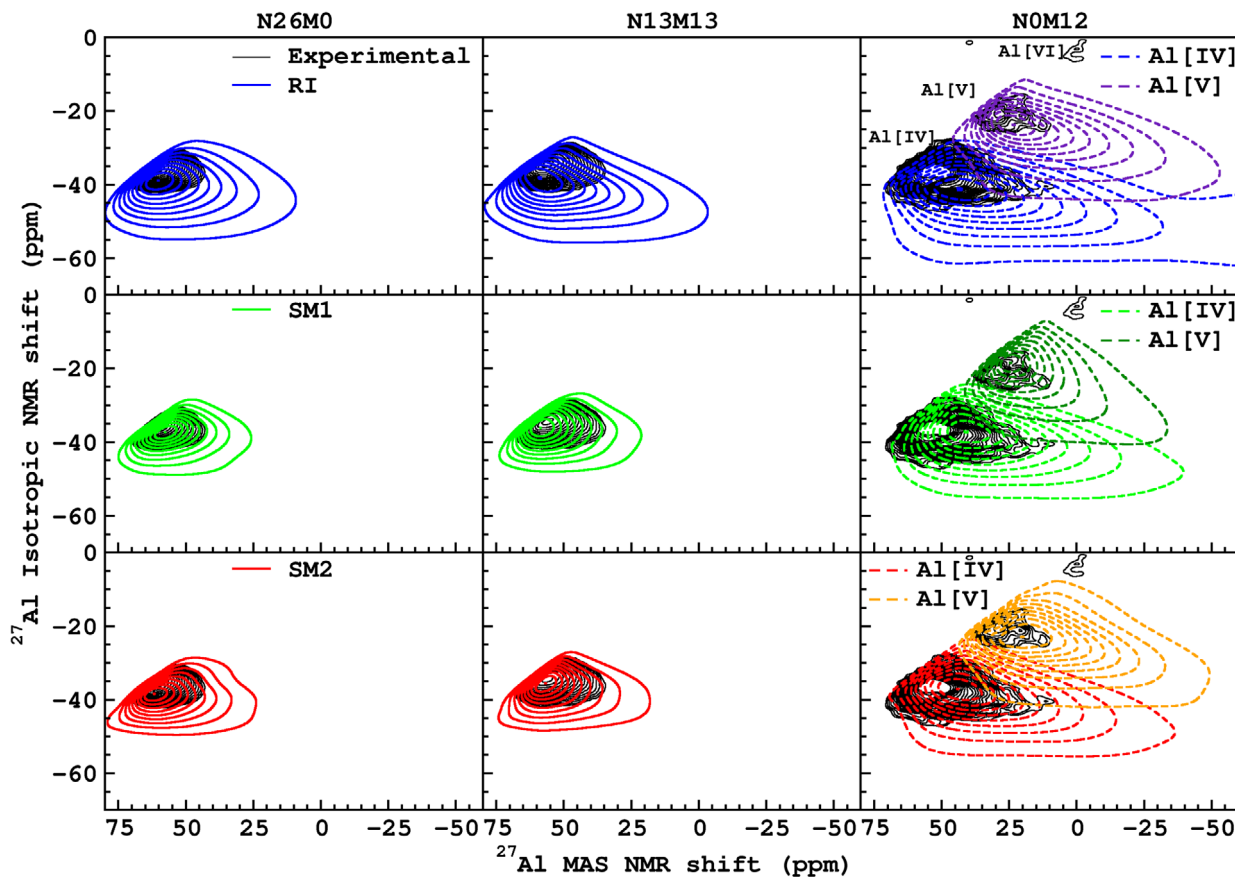 N26M0 N13M13 N0M12
0
−20
−40
−60
Experimental
RI
Al[VI]
Al[V]
Al[IV]
Al[IV]
Al[V]
0
−20
−40
−60
SM1
Al[IV]
Al[V]
0
−20
−40
−60
SM2
Al[IV]
Al[V]
75 50 25 0 −25 −50 75 50 25 0 −25 −50 75 50 25 0 −25 −50
27Al MAS NMR shift (ppm)
27Al Isotropic NMR shift (ppm)